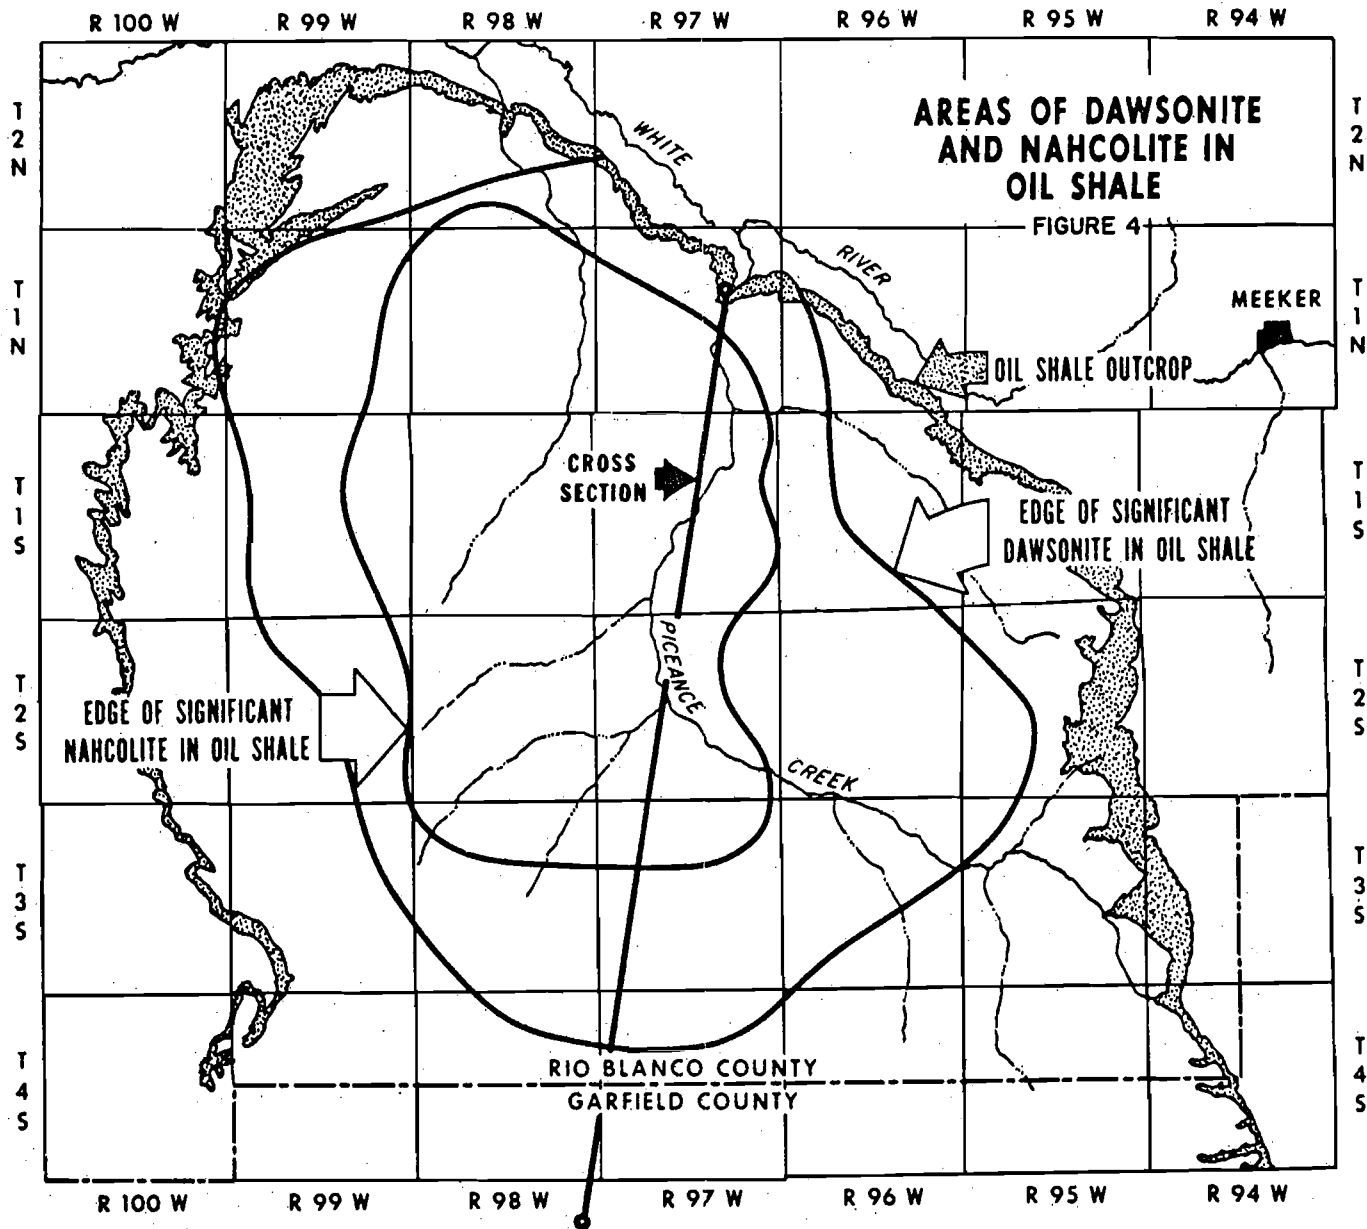 R 100 W R 99 W R 98 W R 97 W R 96 W R 95 W R 94 W
AREAS OF DAWSONITE
AND NAHCOLITE IN
OIL SHALE
FIGURE 4
T
2
N
T
2
N
WHITE
RIVER
T
1
N
T
1
N
MEEKER
OIL SHALE OUTCROP
CROSS
SECTION
T
1
S
T
1
S
EDGE OF SIGNIFICANT
DAWSONITE IN OIL SHALE
PICEANCE
CREEK
T
2
S
T
2
S
EDGE OF SIGNIFICANT
NAHCOLITE IN OIL SHALE
T
3
S
T
3
S
T
4
S
T
4
S
RIO BLANCO COUNTY
GARFIELD COUNTY
R 100 W R 99 W R 98 W R 97 W R 96 W R 95 W R 94 W